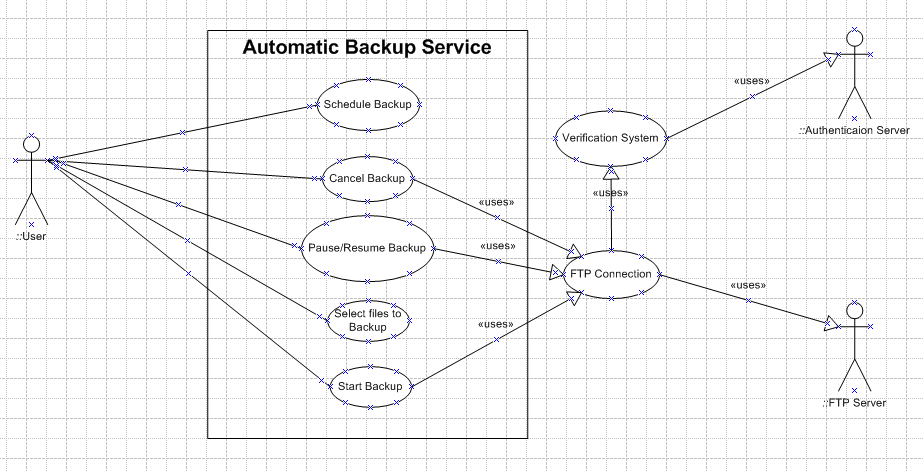 Automatic Backup Service
Schedule Backup
«uses»
::Authenticaion Server
Verification System
Cancel Backup
«uses»
«uses»
::User
Pause/Resume Backup
«uses»
FTP Connection
«uses»
Select files to
Backup
«uses»
Start Backup
::FTP Server